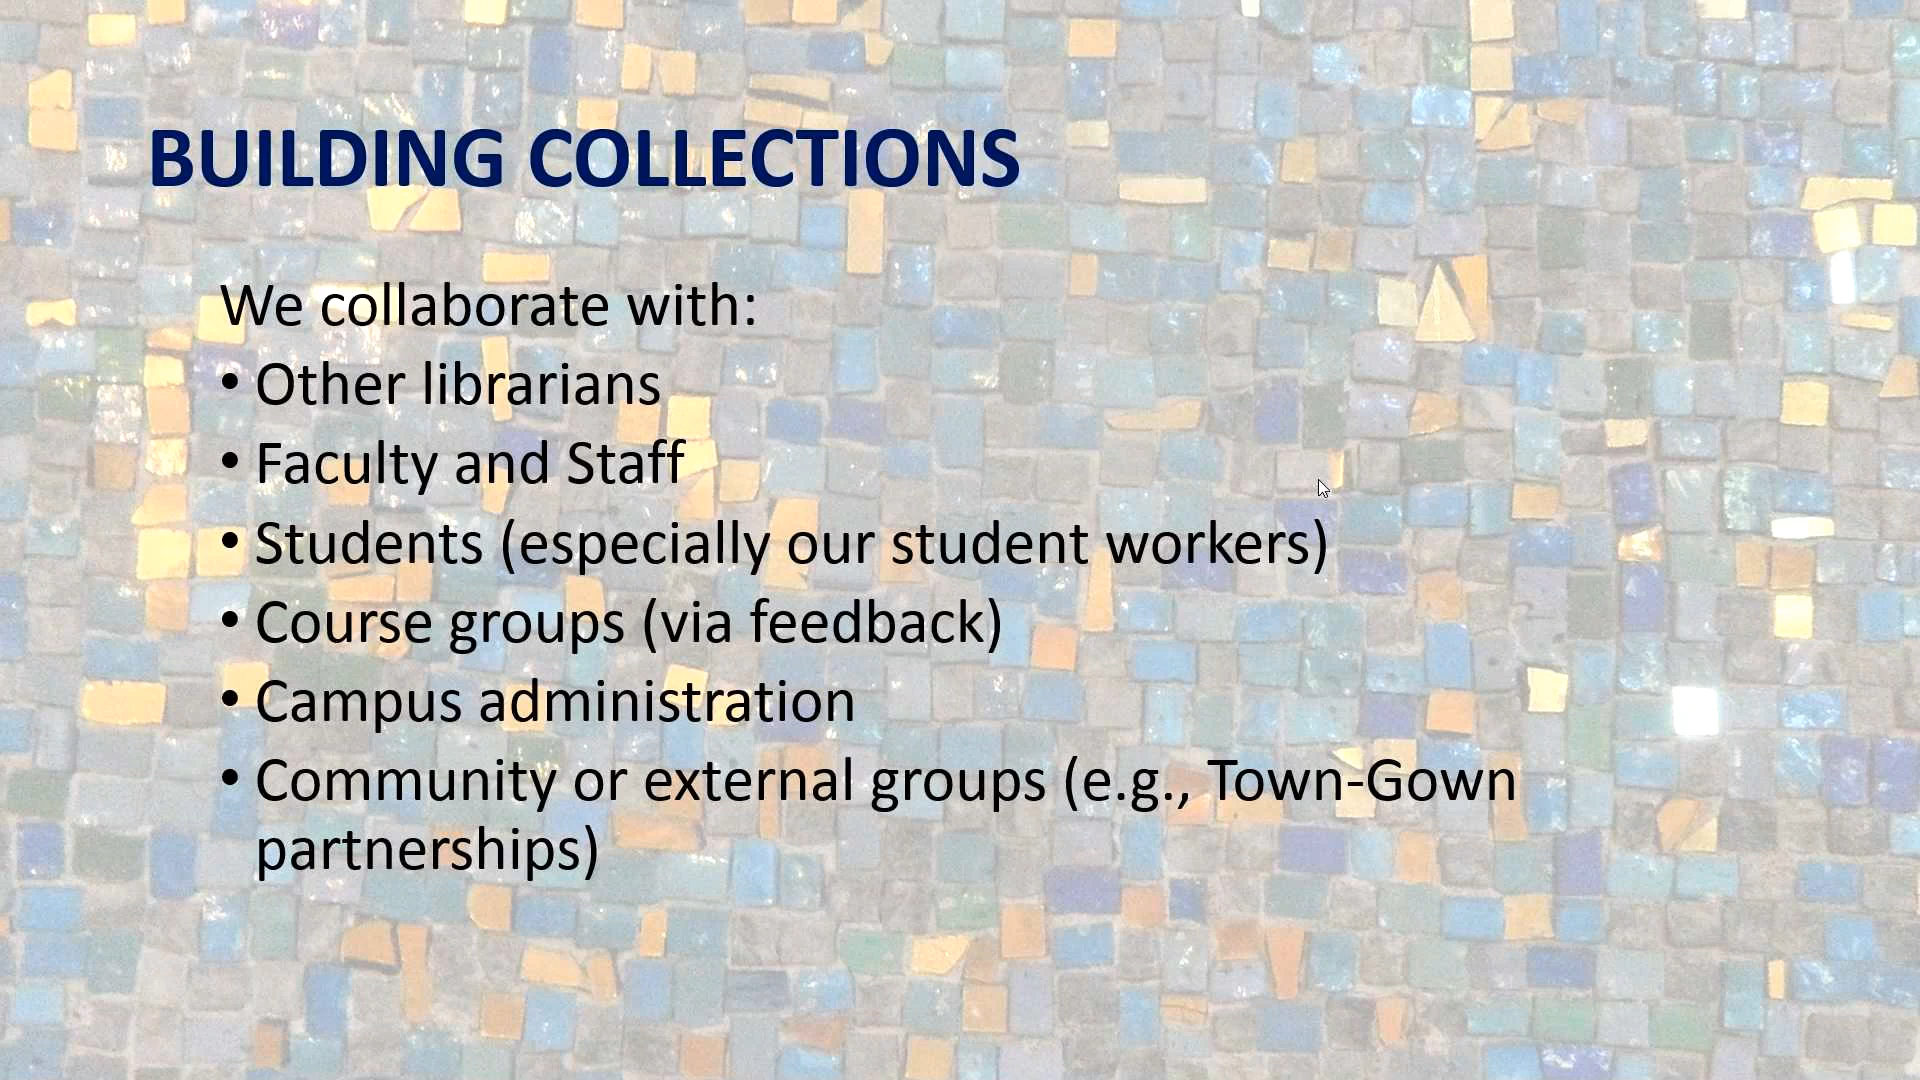 BUILDING COLLECTIONS
We collaborate with:
• Other librarians
• Faculty and Staff
• Students (especially our student workers)
• Course groups (via feedback)
• Campus administration
• Community or external groups (e.g., Town-Gown
partnerships)